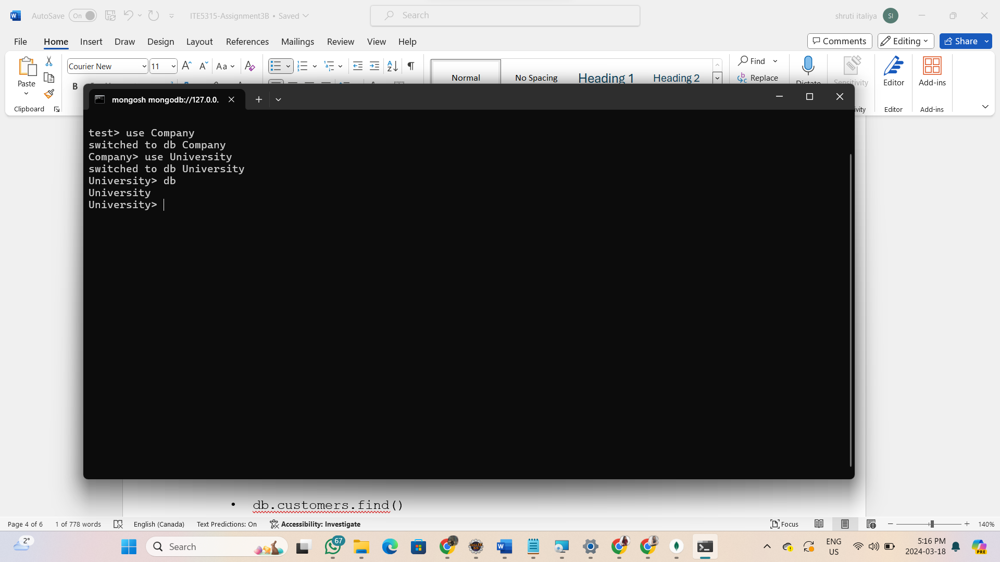 AutoSave On ITE5315-Assignment3B • Saved Search shruti italiya SI
File Home Insert Draw Design Layout References Mailings Review View Help Comments Editing Share
Paste
Clipboard
Courier New 11 Aa
B
Normal No Spacing Heading 1 Heading 2
Find
Replace
Editor
Editor
Add-ins
Add-ins
mongosh mongodb://127.0.0.
test> use Company
switched to db Company
Company> use University
switched to db University
University> db
University
University>
• db.customers.find()
Page 4 of 6 1 of 778 words English (Canada) Text Predictions: On Accessibility: Investigate Focus 140%
2° Search 67 ENG
US
5:16 PM
2024-03-18
PRE